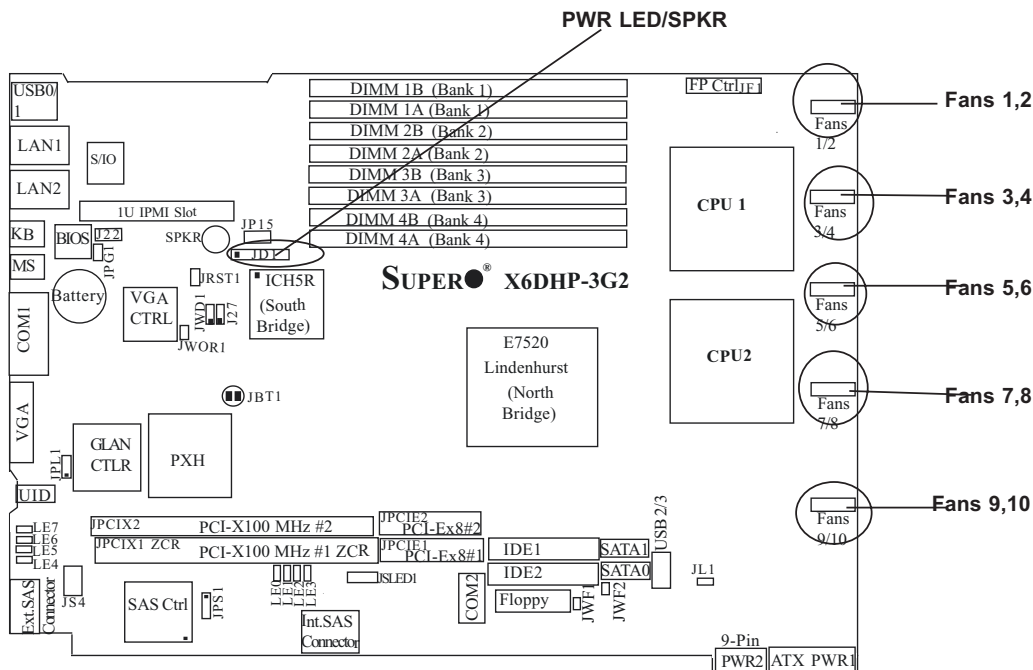 PWR LED/SPKR
USB0/
1
DIMM 1B (Bank 1)
DIMM 1A (Bank 1)
DIMM 2B (Bank 2)
DIMM 2A (Bank 2)
DIMM 3B (Bank 3)
DIMM 3A (Bank 3)
DIMM 4B (Bank 4)
DIMM 4A (Bank 4)
FP Ctrl JF1
Fans
1/2
Fans 1,2
LAN1
S/IO
LAN2
CPU 1
Fans
3/4
Fans 3,4
1U IPMI Slot
KB
BIOS
J22
JPG1
SPKR
JP15
JD1
MS
Battery
VGA
CTRL
JRST1
JWD1
J27
ICH5R
(South
Bridge)
SUPER® X6DHP-3G2
Fans
5/6
Fans 5,6
COM1
JWOR1
E7520
Lindenhurst
(North
Bridge)
CPU2
Fans
7/8
Fans 7,8
JBT1
VGA
GLAN
CTLR
JPL1
PXH
UID
Fans
9/10
Fans 9,10
LE7
LE6
LE5
LE4
JPCIX2
PCI-X100 MHz #2
JPCIE2
PCI-Ex8#2
JPCIX1 ZCR
PCI-X100 MHz #1 ZCR
JPCIE1
PCI-Ex8#1
IDE1
SATA1
USB2/3
IDE2
SATA0
JL1
Ext.SAS
Connector
JS4
SAS Ctrl
JPS1
LE0
LE1
LE2
LE3
JSLED1
Int.SAS
Connector
COM2
Floppy
JWF1
JWF2
9-Pin
PWR2
ATX PWR1